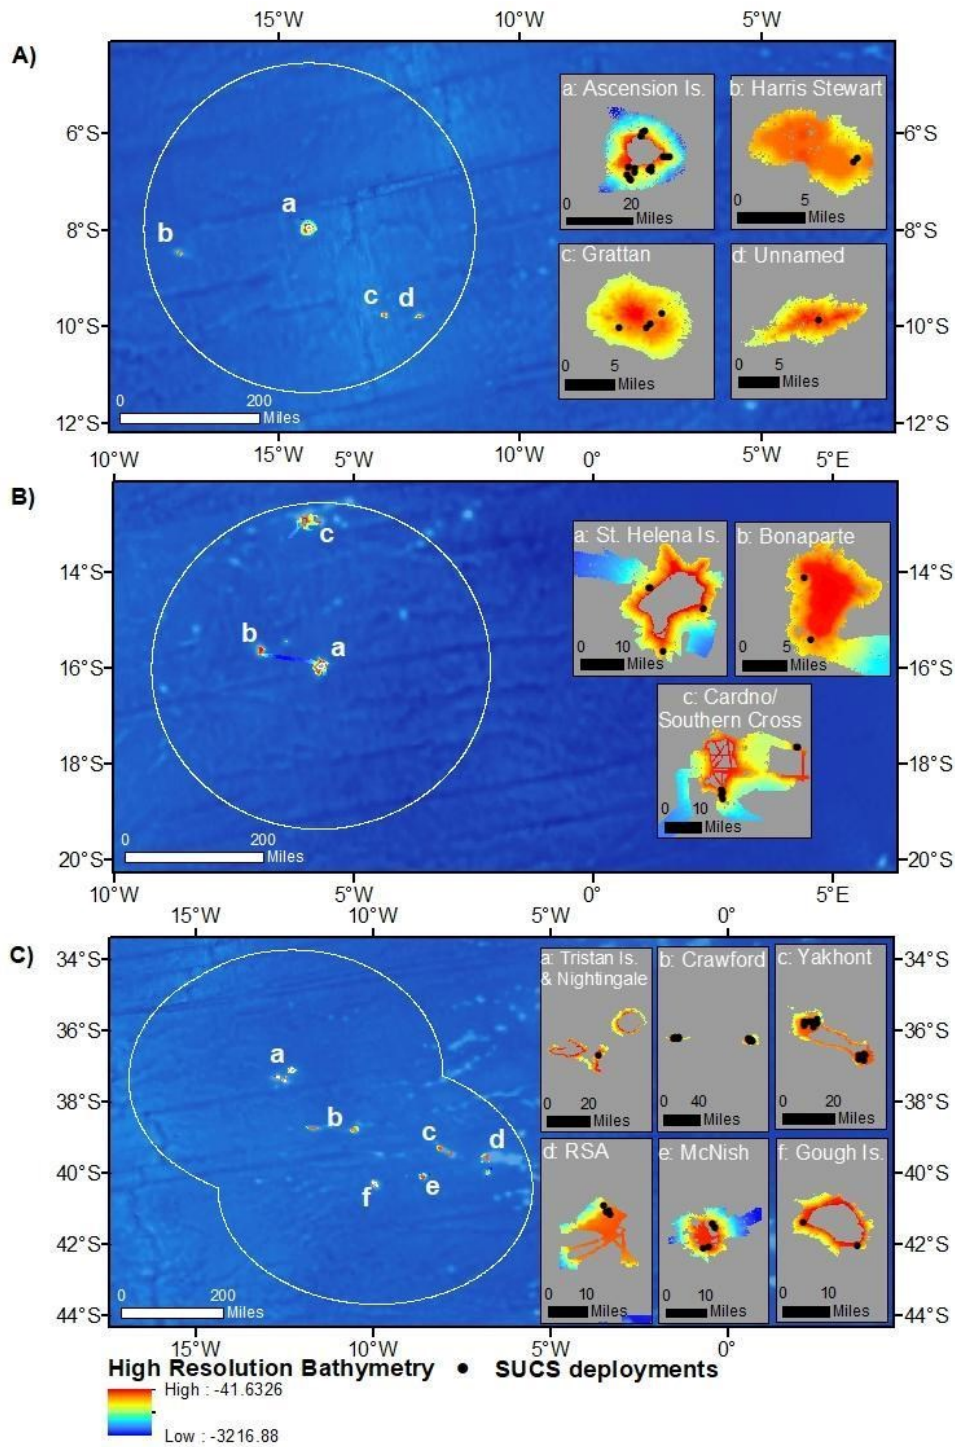 15°W 10°W 5°W
A)
a: Ascension Is. b: Harris Stewart
6°S 6°S
a
8°S 0 20 Miles 0 5 Miles 8°S
b
c: Grattan d: Unnamed
c d
10°S 10°S
0 200 Miles 0 5 Miles 0 5 Miles
12°S 12°S
15°W 10°W 5°W
10°W 5°W 0° 5°E
B)
c a: St. Helena Is. b: Bonaparte
14°S 14°S
b a
16°S 0 10 Miles 0 5 Miles 16°S
c: Cardno/
Southern Cross
18°S 18°S
0 200 Miles 0 10 Miles
20°S 20°S
10°W 5°W 0° 5°E
15°W 10°W 5°W 0°
C)
34°S a: Tristan Is. b: Crawford c: Yakhont 34°S
& Nightingale
36°S 36°S
a
38°S 0 20 Miles 0 40 Miles 0 20 Miles 38°S
b c d
40°S d: RSA e: McNish f: Gough Is. 40°S
f e
42°S 42°S
0 200 Miles 0 10 Miles 0 10 Miles 0 10 Miles
44°S 44°S
15°W 10°W 5°W 0°
High Resolution Bathymetry SUCS deployments
High : -41.6326
Low : -3216.88